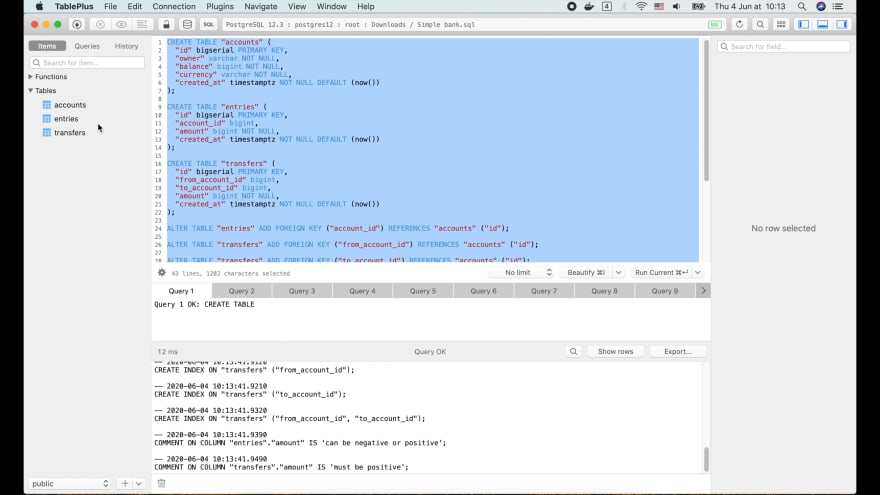 TablePlus File Edit Connection Plugins Navigate View Window Help
4
Thu 4 Jun at 10:13
SQL
PostgreSQL 12.3 : postgres12 : root : Downloads / Simple bank.sql
loc
Items Queries History
Search for item...
Functions
Tables
accounts
entries
transfers
1 CREATE TABLE "accounts" (
2 "id" bigserial PRIMARY KEY,
3 "owner" varchar NOT NULL,
4 "balance" bigint NOT NULL,
5 "currency" varchar NOT NULL,
6 "created_at" timestamptz NOT NULL DEFAULT (now())
7 );
8
9 CREATE TABLE "entries" (
10 "id" bigserial PRIMARY KEY,
11 "account_id" bigint,
12 "amount" bigint NOT NULL,
13 "created_at" timestamptz NOT NULL DEFAULT (now())
14 );
15
16 CREATE TABLE "transfers" (
17 "id" bigserial PRIMARY KEY,
18 "from_account_id" bigint,
19 "to_account_id" bigint,
20 "amount" bigint NOT NULL,
21 "created_at" timestamptz NOT NULL DEFAULT (now())
22 );
23
24 ALTER TABLE "entries" ADD FOREIGN KEY ("account_id") REFERENCES "accounts" ("id");
25
26 ALTER TABLE "transfers" ADD FOREIGN KEY ("from_account_id") REFERENCES "accounts" ("id");
27
28 ALTER TABLE "transfers" ADD FOREIGN KEY ("to_account_id") REFERENCES "accounts" ("id");
43 lines, 1202 characters selected
No limit
Beautify ⌘I
Run Current ⌘↵
Query 1 Query 2 Query 3 Query 4 Query 5 Query 6 Query 7 Query 8 Query 9
Query 1 OK: CREATE TABLE
12 ms
Query OK
Show rows
Export...
-- 2020-06-04 10:13:41.9120
CREATE INDEX ON "transfers" ("from_account_id");
-- 2020-06-04 10:13:41.9210
CREATE INDEX ON "transfers" ("to_account_id");
-- 2020-06-04 10:13:41.9320
CREATE INDEX ON "transfers" ("from_account_id", "to_account_id");
-- 2020-06-04 10:13:41.9390
COMMENT ON COLUMN "entries"."amount" IS 'can be negative or positive';
-- 2020-06-04 10:13:41.9490
COMMENT ON COLUMN "transfers"."amount" IS 'must be positive';
public
Search for field...
No row selected